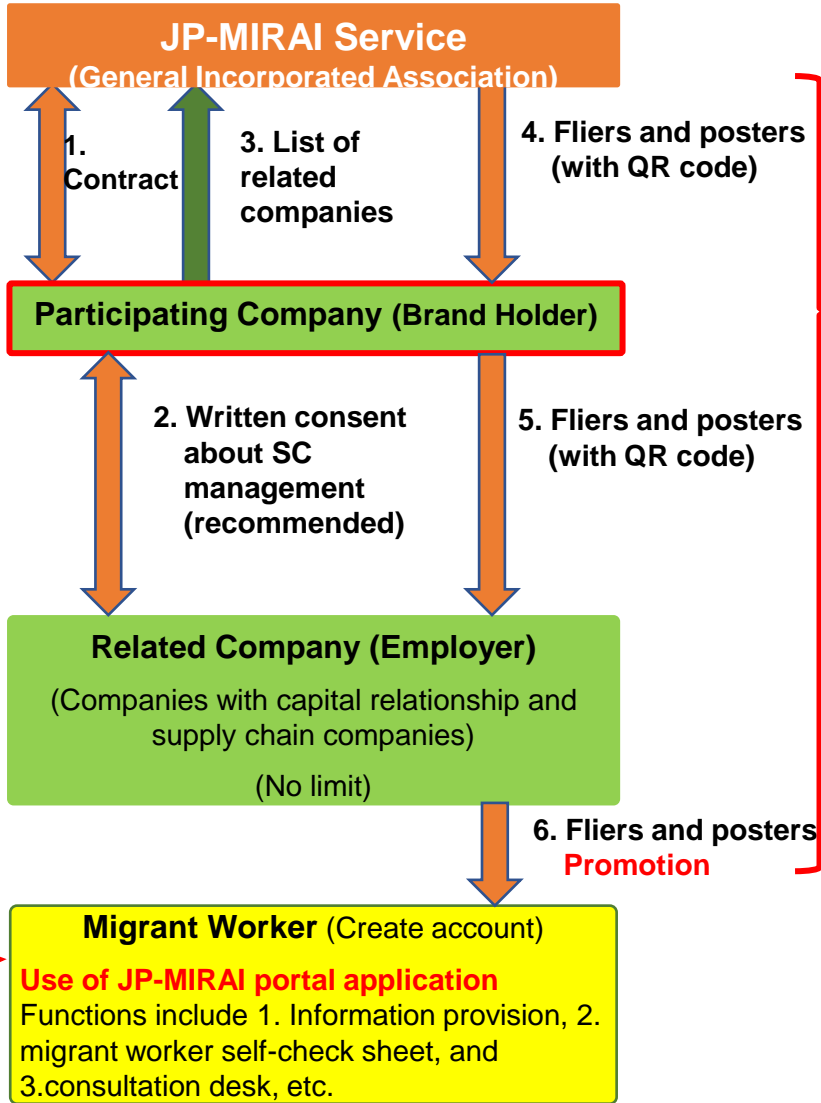 JP-MIRAI Service
(General Incorporated Association)
1.
Contract
3. List of
related
companies
4. Fliers and posters
(with QR code)
Participating Company (Brand Holder)
2. Written consent
about SC
management
(recommended)
5. Fliers and posters
(with QR code)
Related Company (Employer)
(Companies with capital relationship and
supply chain companies)
(No limit)
6. Fliers and posters
Promotion
Migrant Worker (Create account)
Use of JP-MIRAI portal application
Functions include 1. Information provision, 2.
migrant worker self-check sheet, and
3.consultation desk, etc.